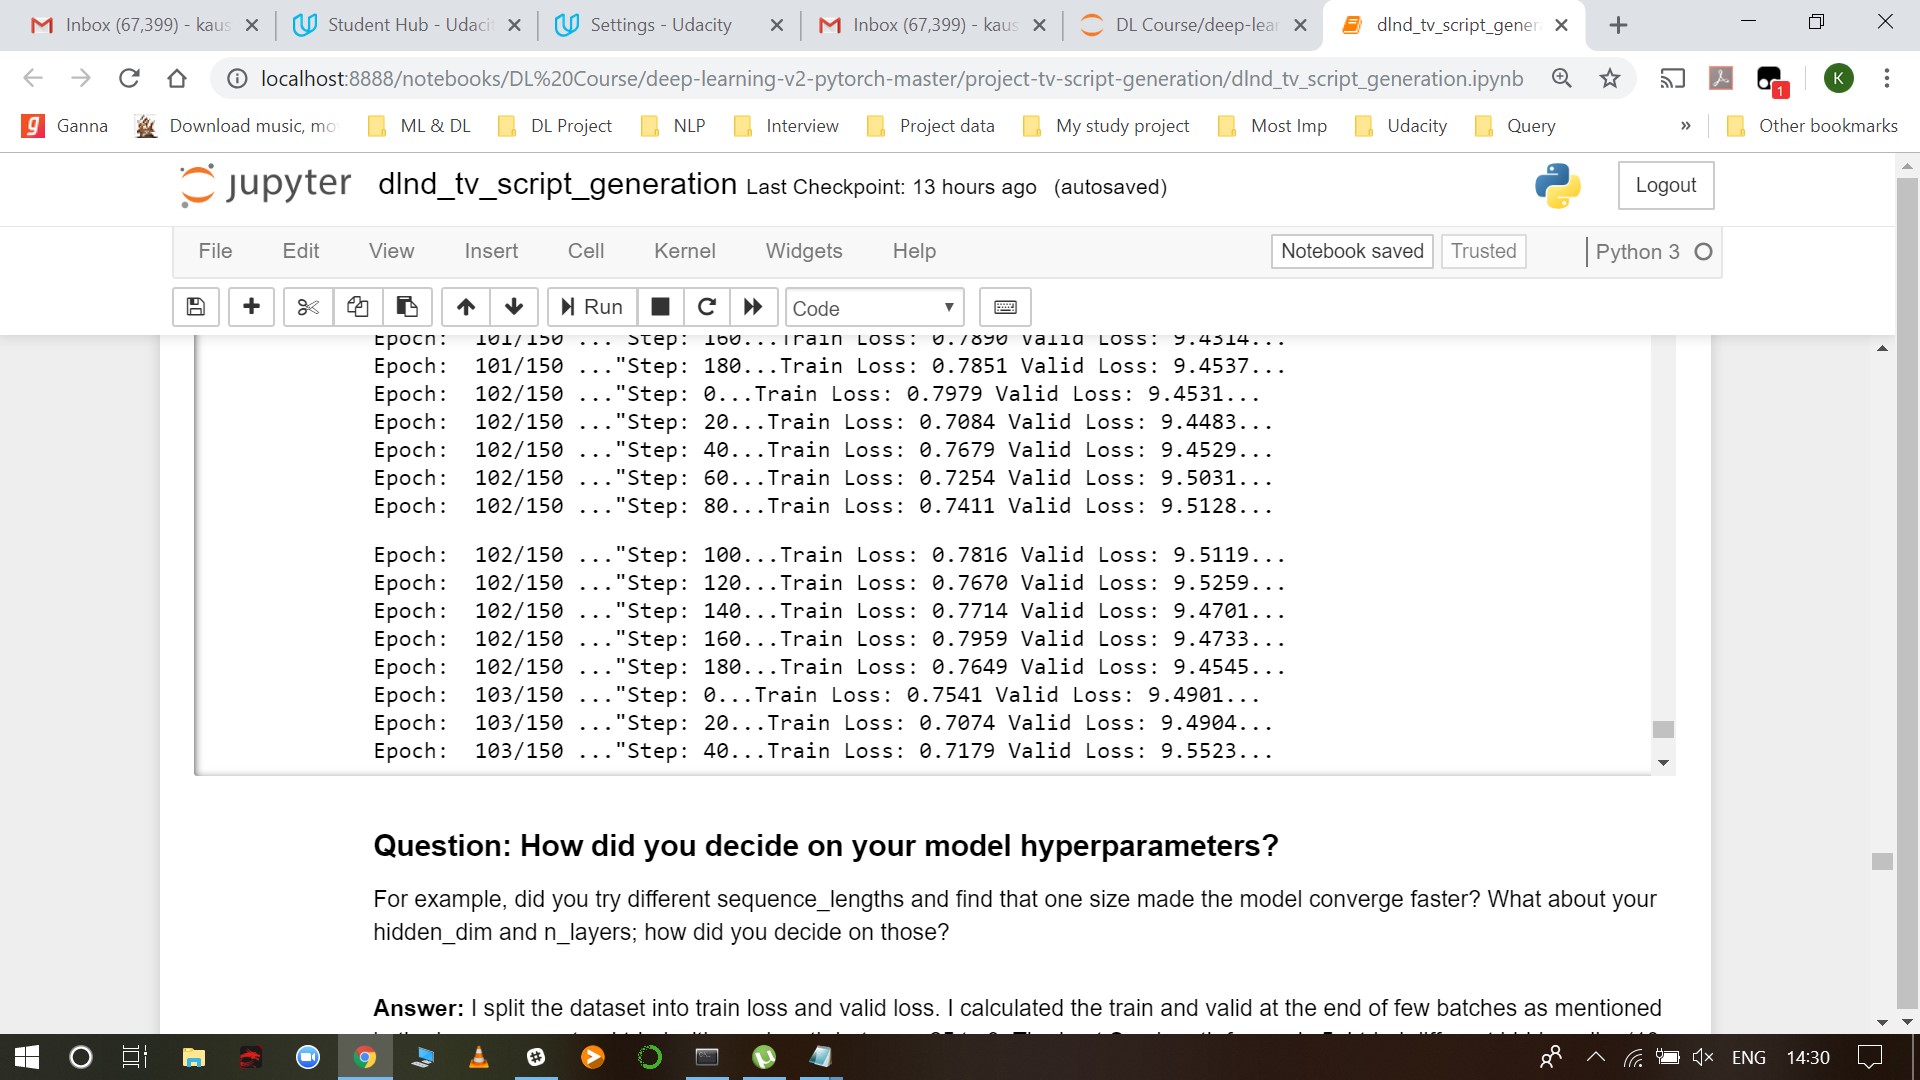 Inbox (67,399) - kaus
Student Hub - Udaci
Settings - Udacity
Inbox (67,399) - kaus
DL Course/deep-lear
dlnd_tv_script_gener
localhost:8888/notebooks/DL%20Course/deep-learning-v2-pytorch-master/project-tv-script-generation/dlnd_tv_script_generation.ipynb
1
K
g Ganna
Download music, mo
ML & DL
DL Project
NLP
Interview
Project data
My study project
Most Imp
Udacity
Query
»
Other bookmarks
jupyter dlnd_tv_script_generation Last Checkpoint: 13 hours ago (autosaved)
Logout
File Edit View Insert Cell Kernel Widgets Help
Notebook saved Trusted Python 3
Run Code
Epoch: 101/150 ..."Step: 160...Train Loss: 0.7890 Valid Loss: 9.4314...
Epoch: 101/150 ..."Step: 180...Train Loss: 0.7851 Valid Loss: 9.4537...
Epoch: 102/150 ..."Step: 0...Train Loss: 0.7979 Valid Loss: 9.4531...
Epoch: 102/150 ..."Step: 20...Train Loss: 0.7084 Valid Loss: 9.4483...
Epoch: 102/150 ..."Step: 40...Train Loss: 0.7679 Valid Loss: 9.4529...
Epoch: 102/150 ..."Step: 60...Train Loss: 0.7254 Valid Loss: 9.5031...
Epoch: 102/150 ..."Step: 80...Train Loss: 0.7411 Valid Loss: 9.5128...
Epoch: 102/150 ..."Step: 100...Train Loss: 0.7816 Valid Loss: 9.5119...
Epoch: 102/150 ..."Step: 120...Train Loss: 0.7670 Valid Loss: 9.5259...
Epoch: 102/150 ..."Step: 140...Train Loss: 0.7714 Valid Loss: 9.4701...
Epoch: 102/150 ..."Step: 160...Train Loss: 0.7959 Valid Loss: 9.4733...
Epoch: 102/150 ..."Step: 180...Train Loss: 0.7649 Valid Loss: 9.4545...
Epoch: 103/150 ..."Step: 0...Train Loss: 0.7541 Valid Loss: 9.4901...
Epoch: 103/150 ..."Step: 20...Train Loss: 0.7074 Valid Loss: 9.4904...
Epoch: 103/150 ..."Step: 40...Train Loss: 0.7179 Valid Loss: 9.5523...
Question: How did you decide on your model hyperparameters?
For example, did you try different sequence_lengths and find that one size made the model converge faster? What about your
hidden_dim and n_layers; how did you decide on those?
Answer: I split the dataset into train loss and valid loss. I calculated the train and valid at the end of few batches as mentioned
ENG 14:30